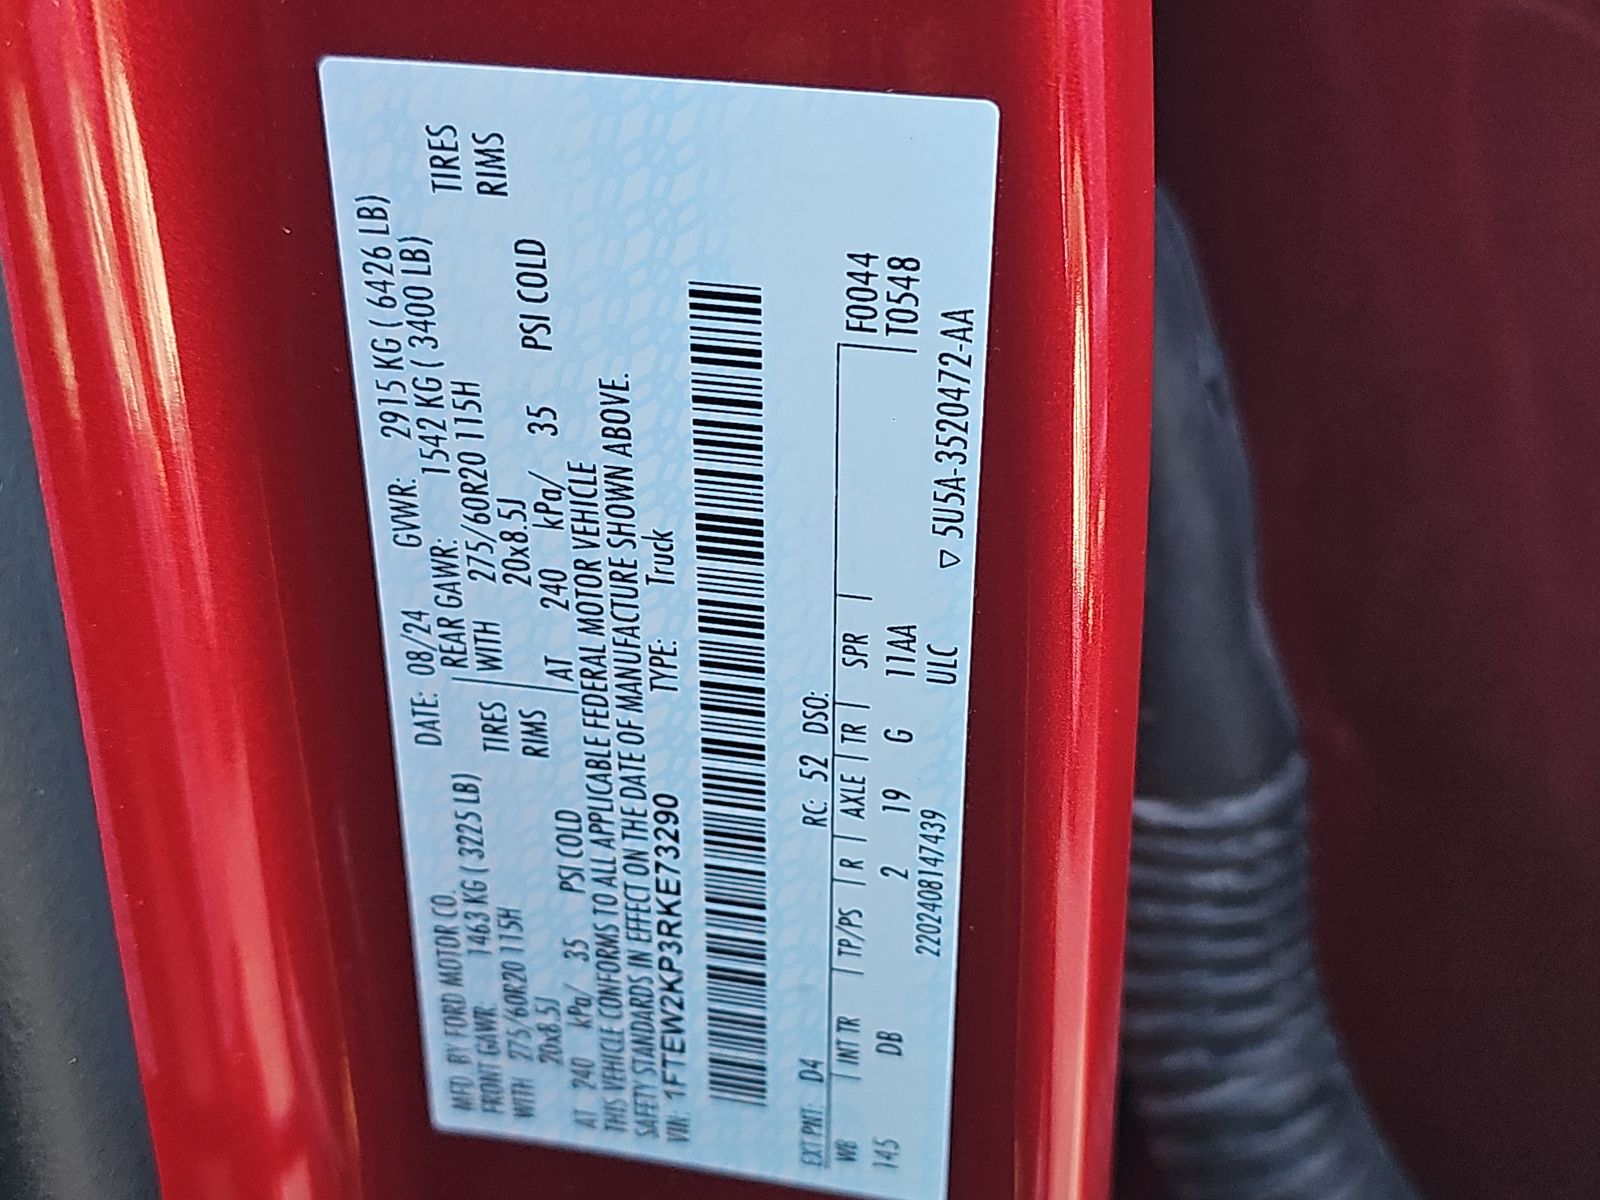 MFD. BY FORD MOTOR CO.
DATE: 08/24 GVWR: 2915 KG ( 6426 LB)
FRONT GAWR: 1463 KG ( 3225 LB) REAR GAWR: 1542 KG ( 3400 LB)
WITH 275/60R20 115H TIRES WITH 275/60R20 115H TIRES
20x8.5J RIMS 20x8.5J RIMS
AT 240 kPa/ 35 PSI COLD AT 240 kPa/ 35 PSI COLD
THIS VEHICLE CONFORMS TO ALL APPLICABLE FEDERAL MOTOR VEHICLE
SAFETY STANDARDS IN EFFECT ON THE DATE OF MANUFACTURE SHOWN ABOVE.
VIN: 1FTEW2KP3RKE73290 TYPE: Truck
EXT PNT: D4 RC: 52 DSO:
WB INT TR TP/PS R AXLE TR SPR F0044
145 DB 2 19 G 11AA T0548
2202408147439 ULC
▽ 5U5A-3520472-AA